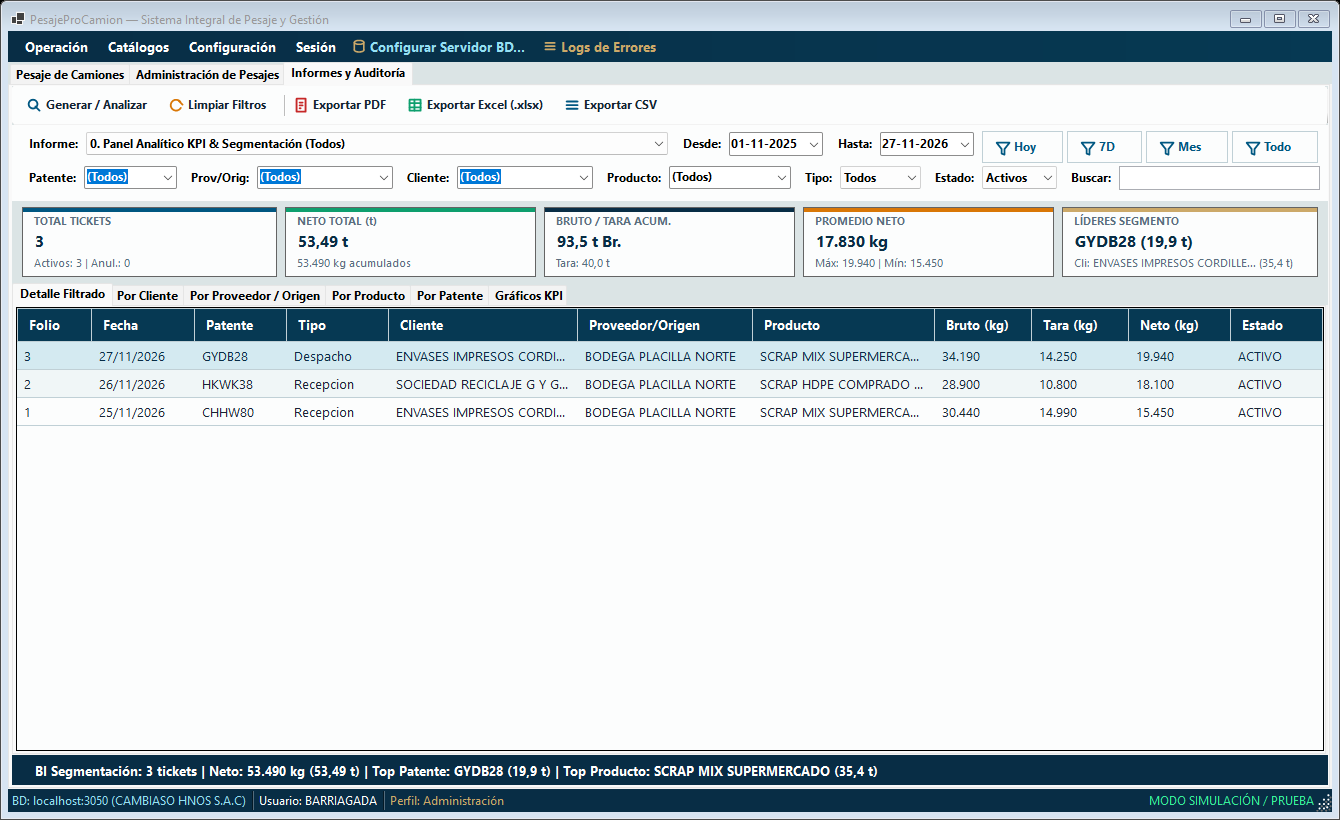 PesajeProCamion — Sistema Integral de Pesaje y Gestión
Operación Catálogos Configuración Sesión Configurar Servidor BD... Logs de Errores
Pesaje de Camiones Administración de Pesajes Informes y Auditoría
Generar / Analizar Limpiar Filtros Exportar PDF Exportar Excel (.xlsx) Exportar CSV
Informe: 0. Panel Analítico KPI & Segmentación (Todos) Desde: 01-11-2025 Hasta: 27-11-2026 Hoy 7D Mes Todo
Patente: (Todos) Prov/Orig: (Todos) Cliente: (Todos) Producto: (Todos) Tipo: Todos Estado: Activos Buscar:
TOTAL TICKETS NETO TOTAL (t) BRUTO / TARA ACUM. PROMEDIO NETO LÍDERES SEGMENTO
3 53,49 t 93,5 t Br. 17.830 kg GYDB28 (19,9 t)
Activos: 3 | Anul.: 0 53.490 kg acumulados Tara: 40,0 t Máx: 19.940 | Mín: 15.450 Cli: ENVASES IMPRESOS CORDILLE... (35,4 t)
Detalle Filtrado Por Cliente Por Proveedor / Origen Por Producto Por Patente Gráficos KPI
Folio Fecha Patente Tipo Cliente Proveedor/Origen Producto Bruto (kg) Tara (kg) Neto (kg) Estado
3 27/11/2026 GYDB28 Despacho ENVASES IMPRESOS CORDI... BODEGA PLACILLA NORTE SCRAP MIX SUPERMERCA... 34.190 14.250 19.940 ACTIVO
2 26/11/2026 HKWK38 Recepcion SOCIEDAD RECICLAJE G Y G... BODEGA PLACILLA NORTE SCRAP HDPE COMPRADO ... 28.900 10.800 18.100 ACTIVO
1 25/11/2026 CHHW80 Recepcion ENVASES IMPRESOS CORDI... BODEGA PLACILLA NORTE SCRAP MIX SUPERMERCA... 30.440 14.990 15.450 ACTIVO
BI Segmentación: 3 tickets | Neto: 53.490 kg (53,49 t) | Top Patente: GYDB28 (19,9 t) | Top Producto: SCRAP MIX SUPERMERCADO (35,4 t)
BD: localhost:3050 (CAMBIASO HNOS S.A.C) Usuario: BARRIAGADA Perfil: Administración MODO SIMULACIÓN / PRUEBA